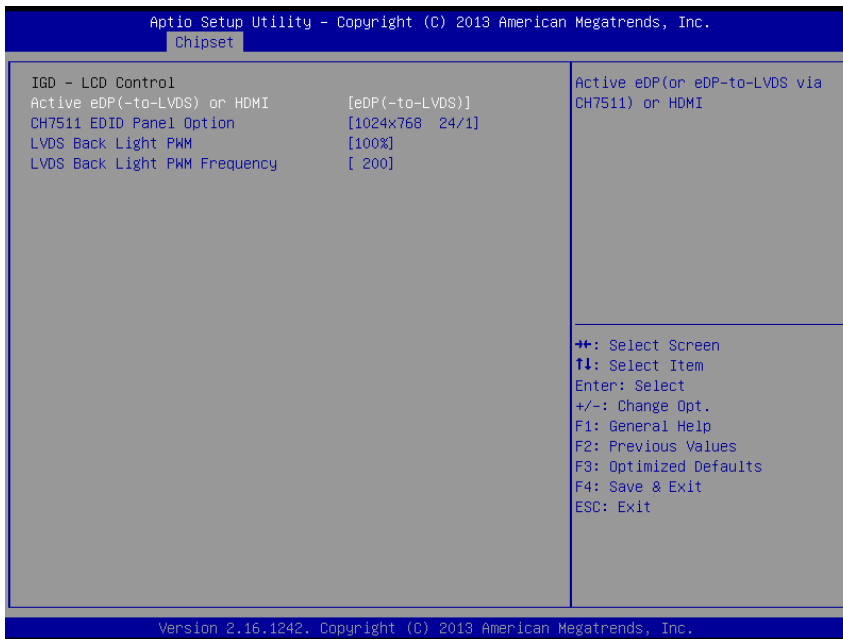 Aptio Setup Utility – Copyright (C) 2013 American Megatrends, Inc.
Chipset
IGD – LCD Control
Active eDP(-to-LVDS) or HDMI [eDP(-to-LVDS)]
CH7511 EDID Panel Option [1024x768 24/1]
LVDS Back Light PWM [100%]
LVDS Back Light PWM Frequency [ 200]
Active eDP(or eDP-to-LVDS via
CH7511) or HDMI
→←: Select Screen
↑↓: Select Item
Enter: Select
+/-: Change Opt.
F1: General Help
F2: Previous Values
F3: Optimized Defaults
F4: Save & Exit
ESC: Exit
Version 2.16.1242. Copyright (C) 2013 American Megatrends, Inc.